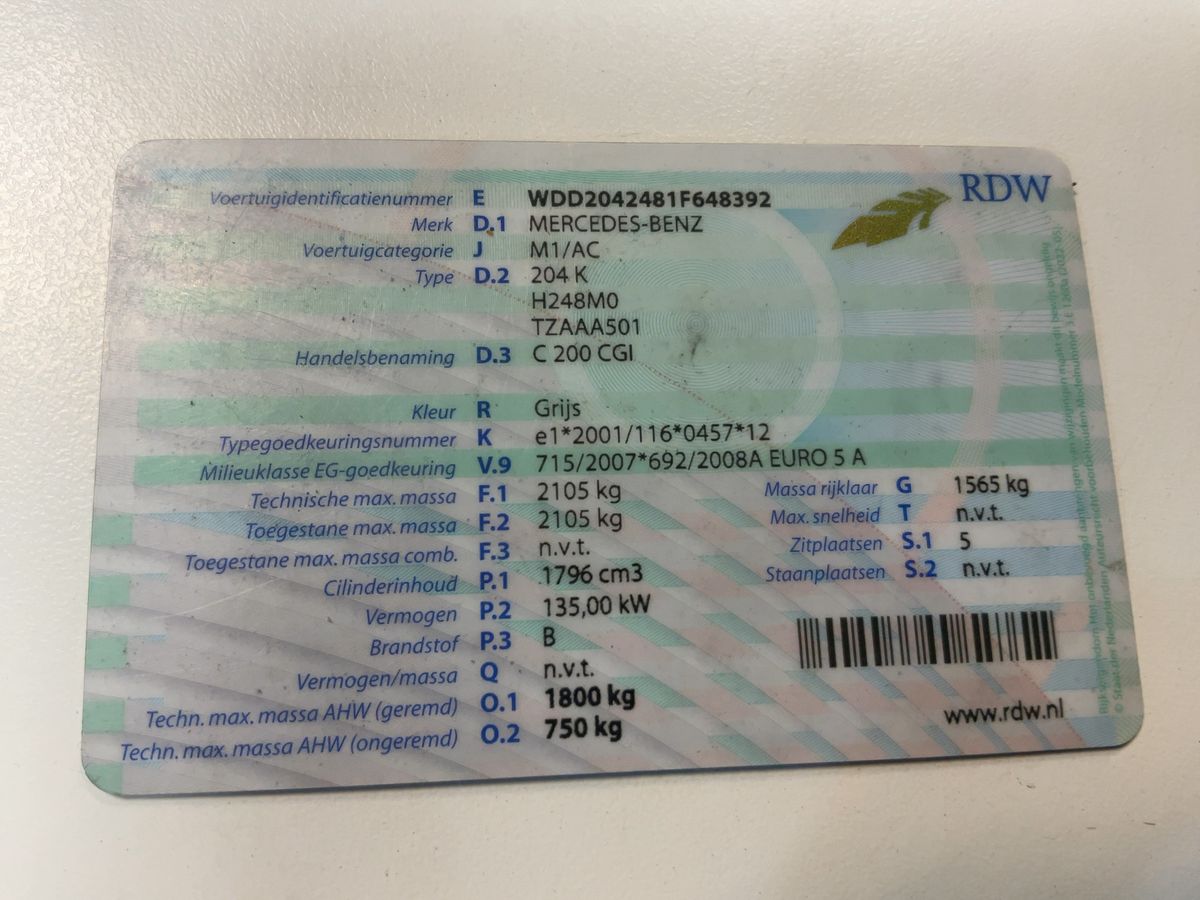 RDW
Voertuigidentificatienummer E WDD2042481F648392
Merk D.1 MERCEDES-BENZ
Voertuigcategorie J M1/AC
Type D.2 204 K
H248M0
TZAAA501
Handelsbenaming D.3 C 200 CGI
Kleur R Grijs
Typegoedkeuringsnummer K e1*2001/116*0457*12
Milieuklasse EG-goedkeuring V.9 715/2007*692/2008A EURO 5 A
Technische max. massa F.1 2105 kg Massa rijklaar G 1565 kg
Toegestane max. massa F.2 2105 kg Max. snelheid T n.v.t.
Toegestane max. massa comb. F.3 n.v.t. Zitplaatsen S.1 5
Cilinderinhoud P.1 1796 cm3 Staanplaatsen S.2 n.v.t.
Vermogen P.2 135,00 kW
Brandstof P.3 B
Vermogen/massa Q n.v.t.
Techn. max. massa AHW (geremd) O.1 1800 kg
Techn. max. massa AHW (ongeremd) O.2 750 kg
www.rdw.nl